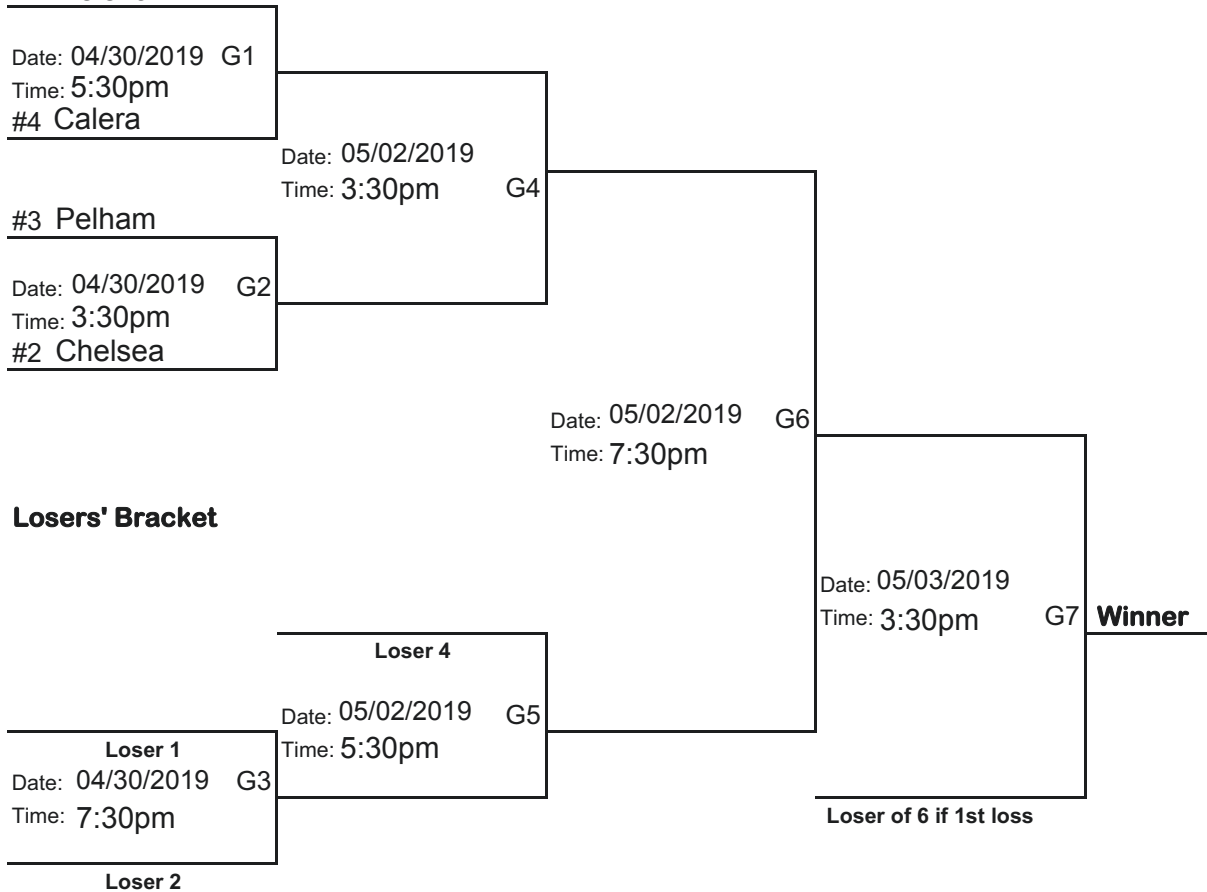 Date: 04/30/2019 G1
Time: 5:30pm
#4 Calera
Date: 05/02/2019
Time: 3:30pm G4
#3 Pelham
Date: 04/30/2019 G2
Time: 3:30pm
#2 Chelsea
Date: 05/02/2019 G6
Time: 7:30pm
Losers' Bracket
Date: 05/03/2019
Time: 3:30pm G7 Winner
Loser 4
Date: 05/02/2019 G5
Time: 5:30pm
Loser 1
Date: 04/30/2019 G3
Time: 7:30pm
Loser of 6 if 1st loss
Loser 2